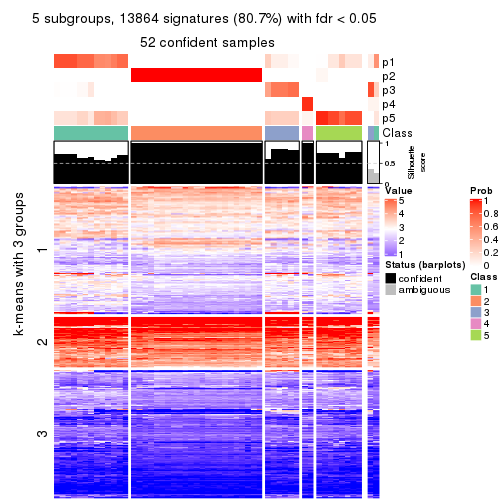 5 subgroups, 13864 signatures (80.7%) with fdr < 0.05
52 confident samples
p1
p2
p3
p4
p5
Class
1
0.5
0
Silhouette
score
k-means with 3 groups
1
2
3
Value
5
4
3
2
1
Status (barplots)
confident
ambiguous
Prob
1
0.8
0.6
0.4
0.2
0
Class
1
2
3
4
5